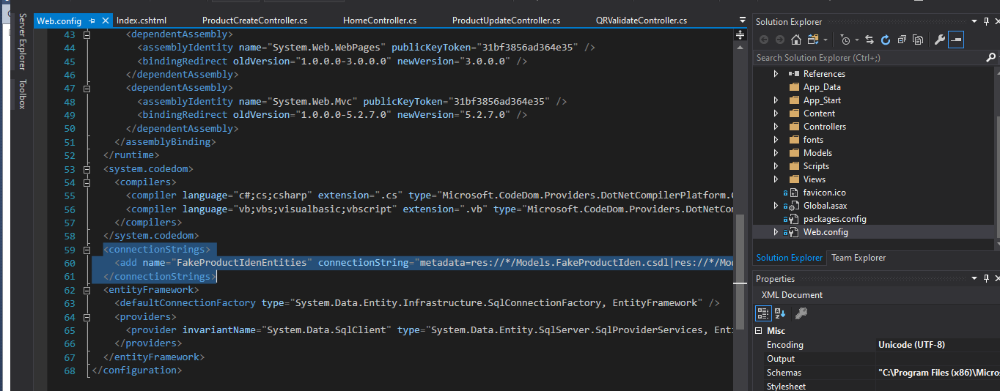 Web.config
Index.cshtml
ProductCreateController.cs
HomeController.cs
ProductUpdateController.cs
QRValidateController.cs
Server Explorer
Toolbox
43 <dependentAssembly>
44 <assemblyIdentity name="System.Web.WebPages" publicKeyToken="31bf3856ad364e35" />
45 <bindingRedirect oldVersion="1.0.0.0-3.0.0.0" newVersion="3.0.0.0" />
46 </dependentAssembly>
47 <dependentAssembly>
48 <assemblyIdentity name="System.Web.Mvc" publicKeyToken="31bf3856ad364e35" />
49 <bindingRedirect oldVersion="1.0.0.0-5.2.7.0" newVersion="5.2.7.0" />
50 </dependentAssembly>
51 </assemblyBinding>
52 </runtime>
53 <system.codedom>
54 <compilers>
55 <compiler language="c#;cs;csharp" extension=".cs" type="Microsoft.CodeDom.Providers.DotNetCompilerPlatform.C
56 <compiler language="vb;vbs;visualbasic;vbscript" extension=".vb" type="Microsoft.CodeDom.Providers.DotNetCon
57 </compilers>
58 </system.codedom>
59 <connectionStrings>
60 <add name="FakeProductIdenEntities" connectionString="metadata=res://*/Models.FakeProductIden.csdl|res://*/Mod
61 </connectionStrings>
62 <entityFramework>
63 <defaultConnectionFactory type="System.Data.Entity.Infrastructure.SqlConnectionFactory, EntityFramework" />
64 <providers>
65 <provider invariantName="System.Data.SqlClient" type="System.Data.Entity.SqlServer.SqlProviderServices, Enti
66 </providers>
67 </entityFramework>
68 </configuration>
Solution Explorer
Search Solution Explorer (Ctrl+;)
References
App_Data
App_Start
Content
Controllers
fonts
Models
Scripts
Views
favicon.ico
Global.asax
packages.config
Web.config
Solution Explorer
Team Explorer
Properties
XML Document
Misc
Encoding Unicode (UTF-8)
Output
Schemas "C:\Program Files (x86)\Micros
Stylesheet